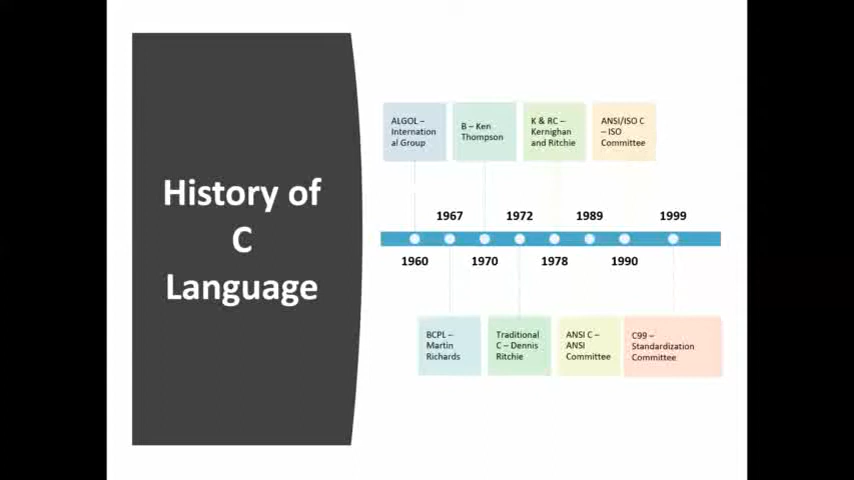 History of
C
Language
ALGOL –
Internation
al Group
B – Ken
Thompson
K & RC –
Kernighan
and Ritchie
ANSI/ISO C
– ISO
Committee
1967
1972
1989
1999
1960
1970
1978
1990
BCPL –
Martin
Richards
Traditional
C – Dennis
Ritchie
ANSI C –
ANSI
Committee
C99 –
Standardization
Committee